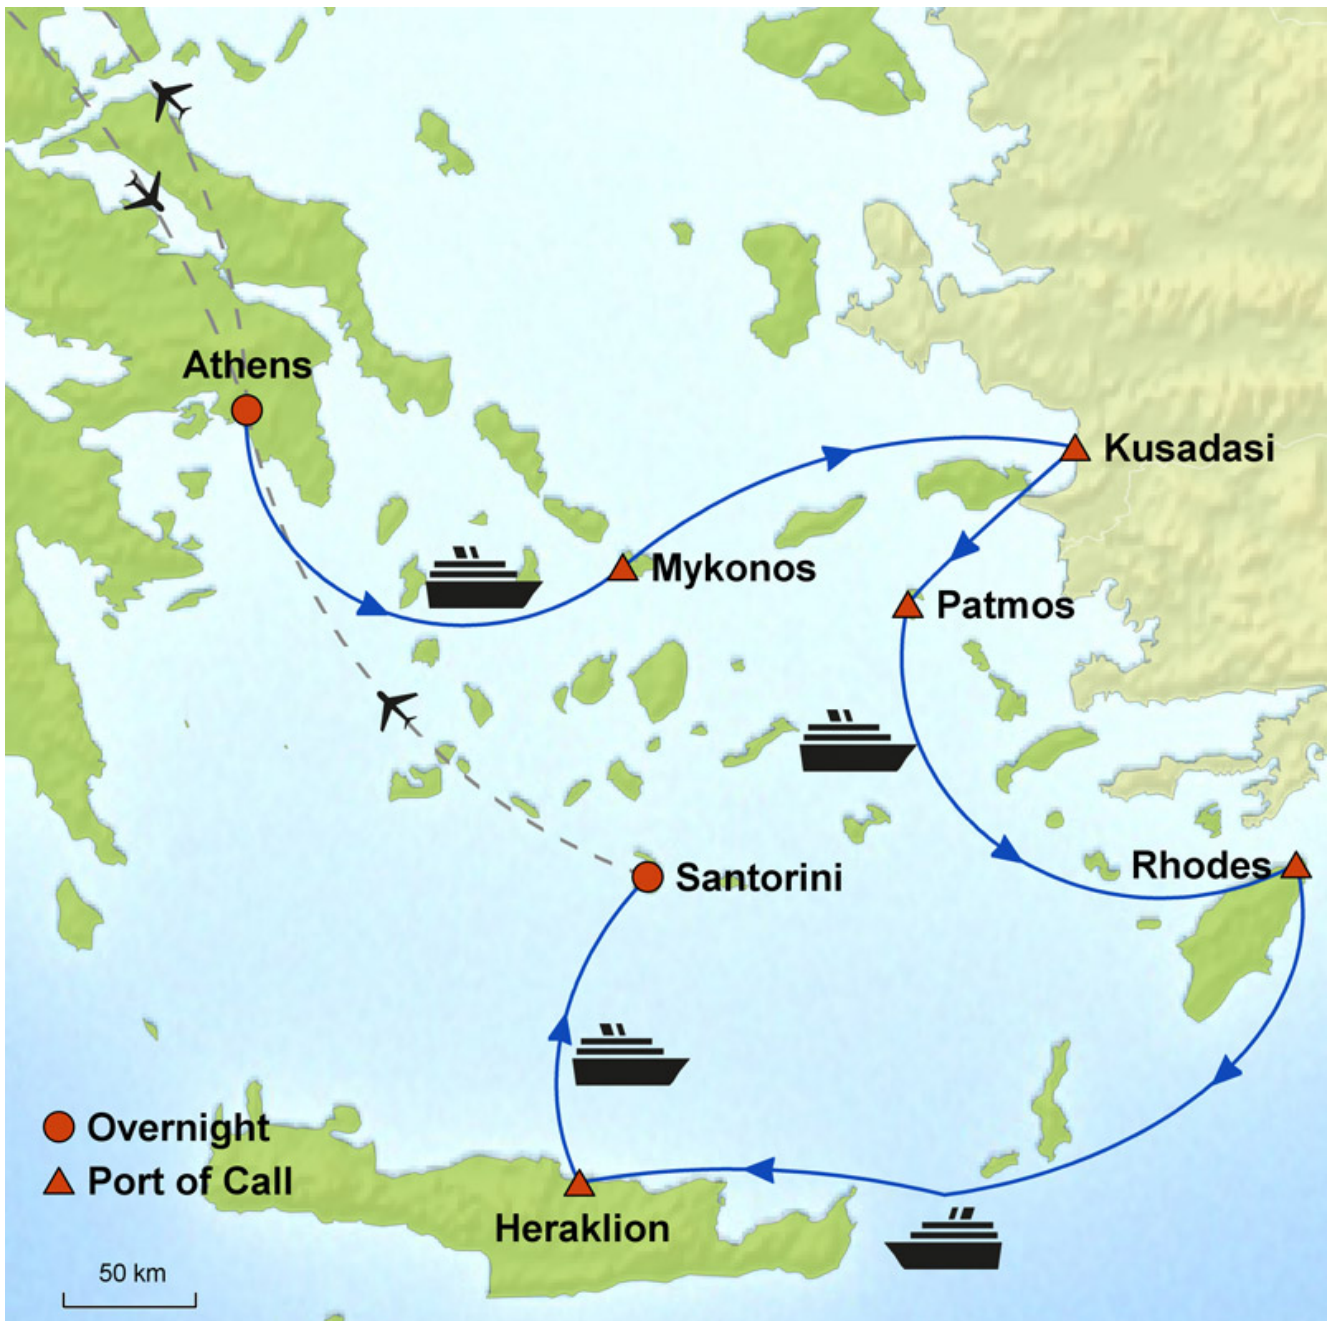 Athens
Kusadasi
Mykonos
Patmos
Rhodes
Santorini
Overnight
Port of Call
Heraklion
50 km